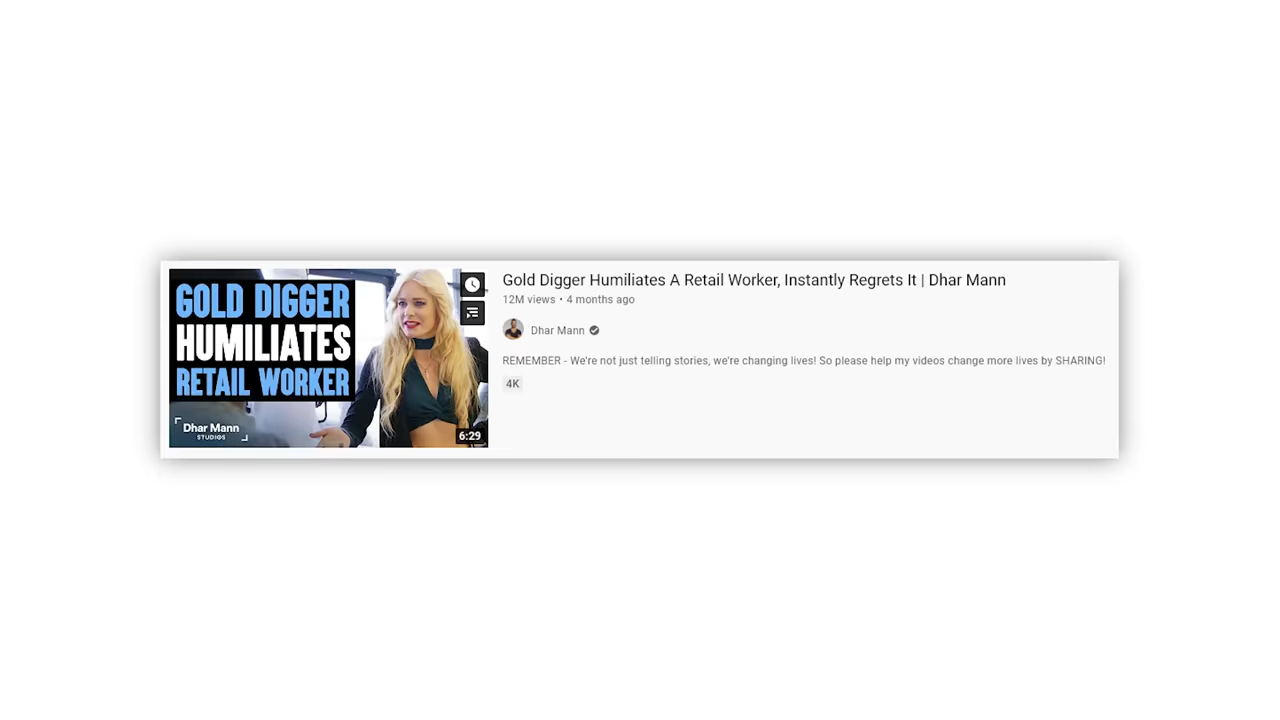 GOLD DIGGER
HUMILIATES
RETAIL WORKER
Dhar Mann
STUDIOS
6:29
Gold Digger Humiliates A Retail Worker, Instantly Regrets It | Dhar Mann
12M views • 4 months ago
Dhar Mann
REMEMBER - We're not just telling stories, we're changing lives! So please help my videos change more lives by SHARING!
4K